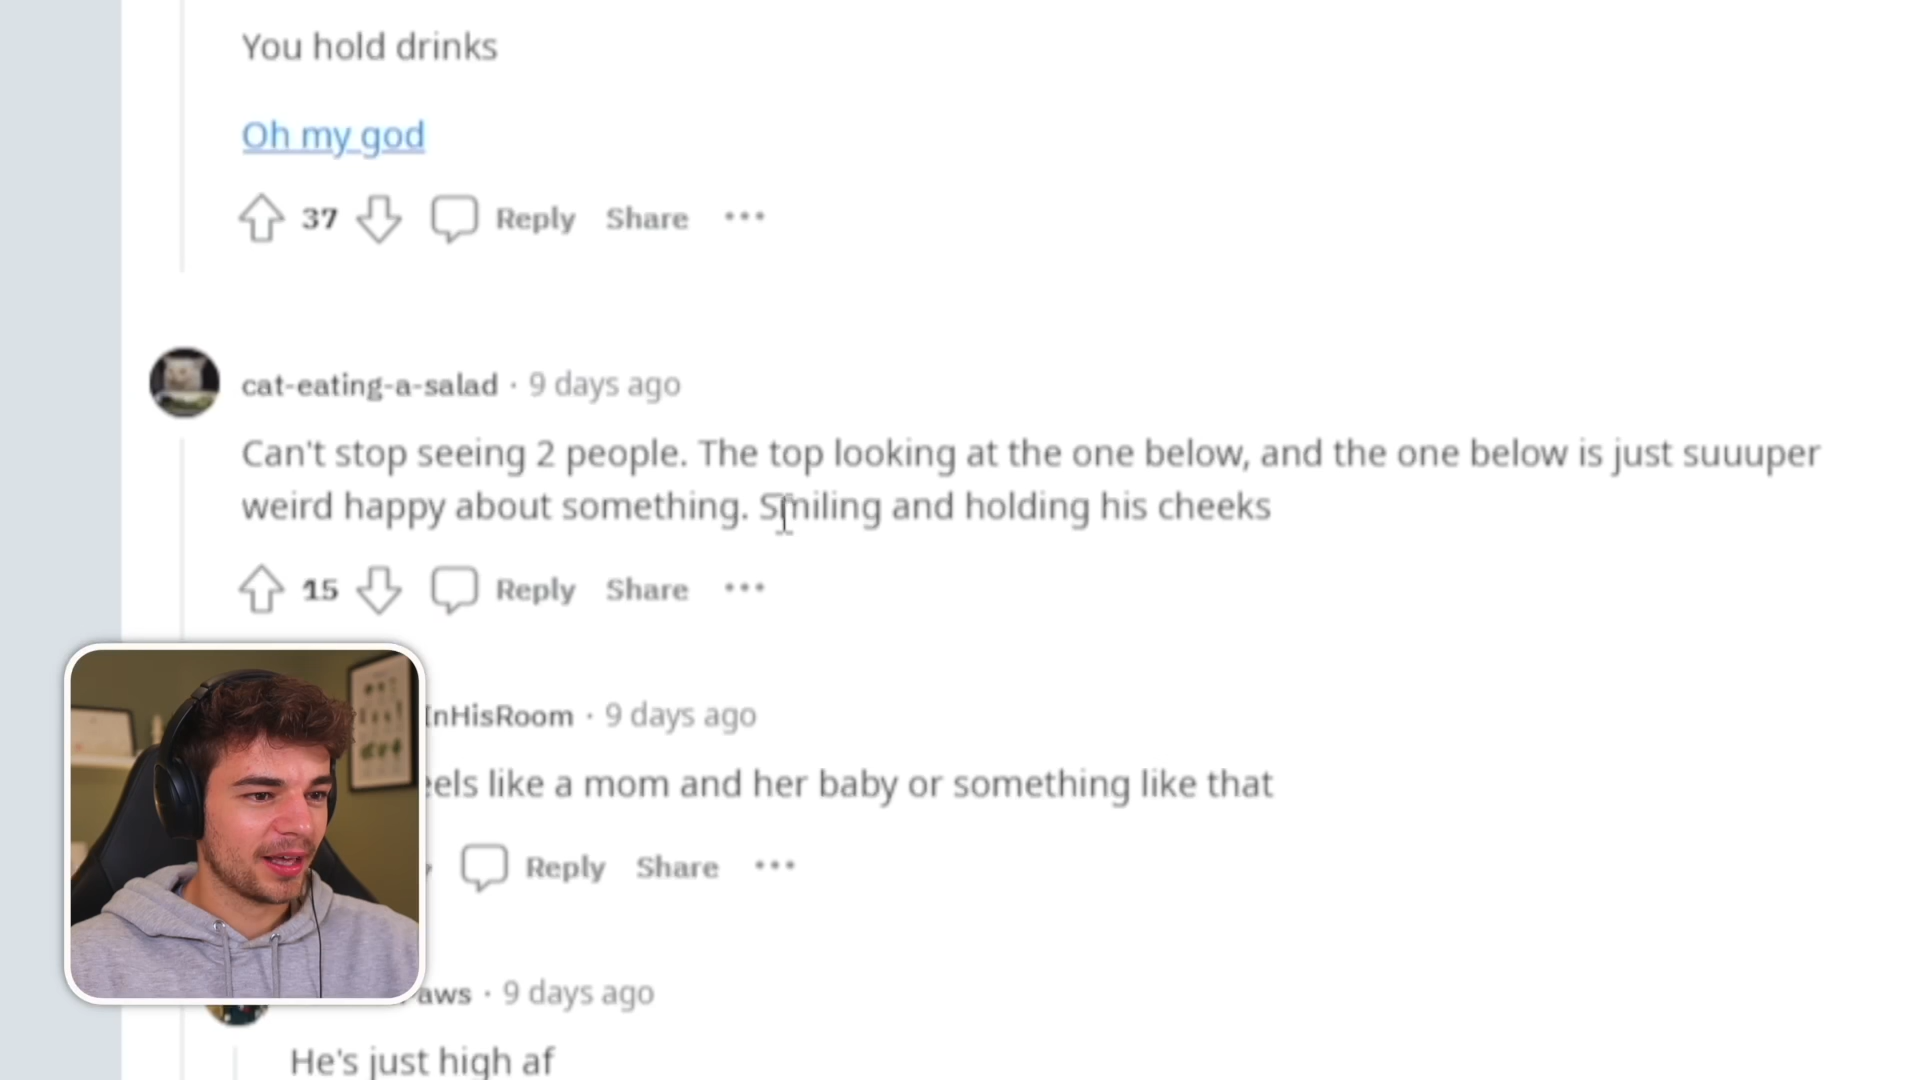 You hold drinks
Oh my god
37 Reply Share
cat-eating-a-salad · 9 days ago
Can't stop seeing 2 people. The top looking at the one below, and the one below is just suuuper
weird happy about something. Smiling and holding his cheeks
15 Reply Share
InHisRoom · 9 days ago
eels like a mom and her baby or something like that
Reply Share
aws · 9 days ago
He's just high af